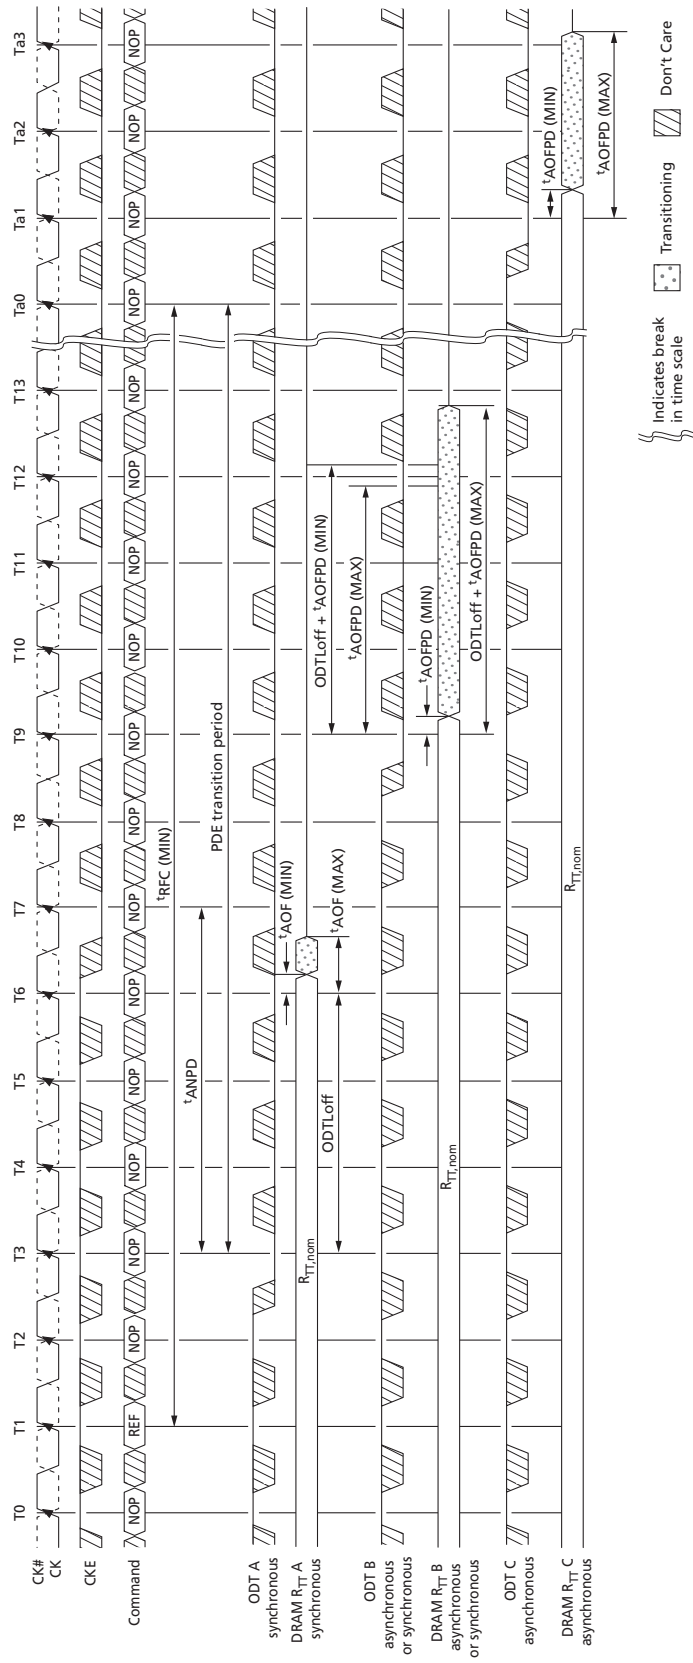 T0 T1 T2 T3 T4 T5 T6 T7 T8 T9 T10 T11 T12 T13 Ta0 Ta1 Ta2 Ta3
CK#
CK
CKE
Command
NOP REF NOP NOP NOP NOP NOP NOP NOP NOP NOP NOP NOP NOP NOP NOP NOP NOP
tRFC (MIN)
tANPD
PDE transition period
ODT A
synchronous
tAOF (MIN)
DRAM RTT A
synchronous
RTT,nom
ODTLoff
tAOF (MAX)
ODTLoff + tAOFPD (MIN)
tAOFPD (MAX)
ODT B
asynchronous
or synchronous
tAOFPD (MIN)
DRAM RTT B
asynchronous
or synchronous
RTT,nom
ODTLoff + tAOFPD (MAX)
ODT C
asynchronous
tAOFPD (MIN)
DRAM RTT C
asynchronous
RTT,nom
tAOFPD (MAX)
Indicates break
in time scale
Transitioning
Don't Care